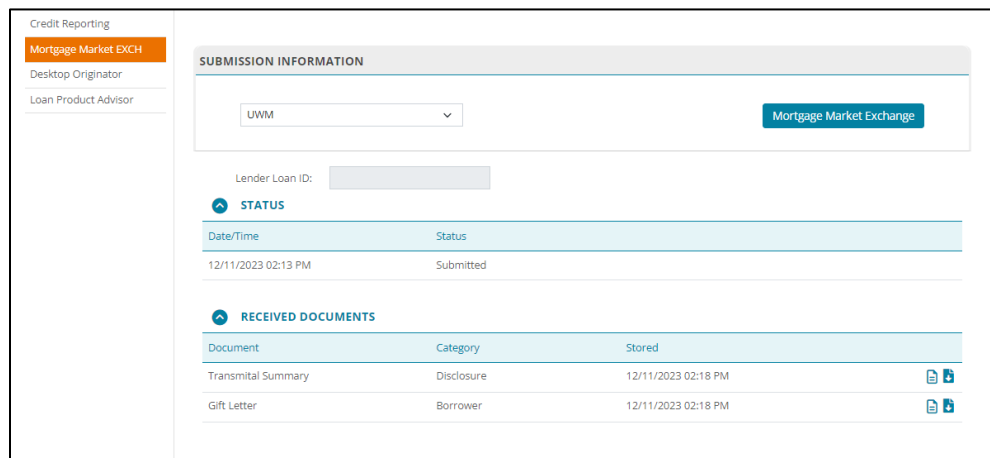 Credit Reporting
Mortgage Market EXCH
Desktop Originator
Loan Product Advisor
SUBMISSION INFORMATION
UWM
Mortgage Market Exchange
Lender Loan ID:
STATUS
Date/Time Status
12/11/2023 02:13 PM Submitted
RECEIVED DOCUMENTS
Document Category Stored
Transmital Summary Disclosure 12/11/2023 02:18 PM
Gift Letter Borrower 12/11/2023 02:18 PM